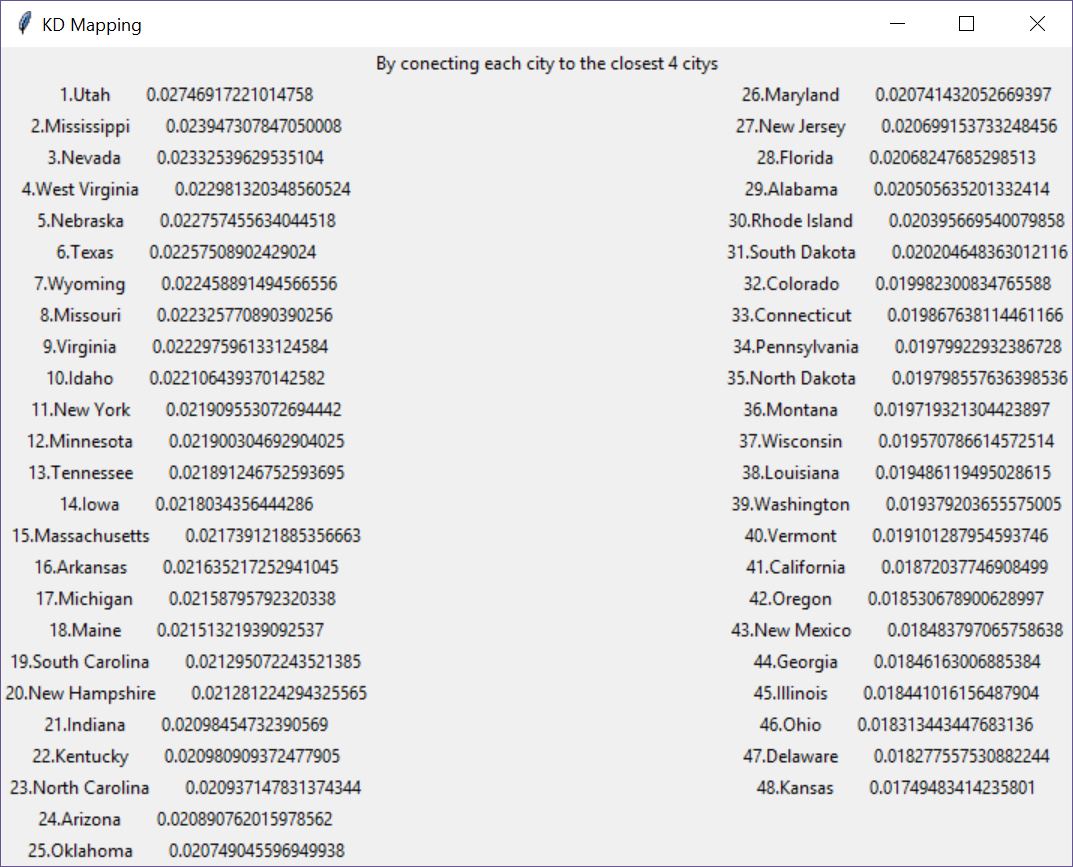 KD Mapping
By conecting each city to the closest 4 citys
1.Utah 0.02746917221014758
2.Mississippi 0.023947307847050008
3.Nevada 0.02332539629535104
4.West Virginia 0.022981320348560524
5.Nebraska 0.022757455634044518
6.Texas 0.02257508902429024
7.Wyoming 0.022458891494566556
8.Missouri 0.022325770890390256
9.Virginia 0.022297596133124584
10.Idaho 0.022106439370142582
11.New York 0.021909553072694442
12.Minnesota 0.021900304692904025
13.Tennessee 0.021891246752593695
14.Iowa 0.0218034356444286
15.Massachusetts 0.021739121885356663
16.Arkansas 0.021635217252941045
17.Michigan 0.02158795792320338
18.Maine 0.02151321939092537
19.South Carolina 0.021295072243521385
20.New Hampshire 0.021281224294325565
21.Indiana 0.02098454732390569
22.Kentucky 0.020980909372477905
23.North Carolina 0.020937147831374344
24.Arizona 0.020890762015978562
25.Oklahoma 0.020749045596949938
26.Maryland 0.020741432052669397
27.New Jersey 0.020699153733248456
28.Florida 0.02068247685298513
29.Alabama 0.020505635201332414
30.Rhode Island 0.020395669540079858
31.South Dakota 0.020204648363012116
32.Colorado 0.019982300834765588
33.Connecticut 0.019867638114461166
34.Pennsylvania 0.01979922932386728
35.North Dakota 0.019798557636398536
36.Montana 0.019719321304423897
37.Wisconsin 0.019570786614572514
38.Louisiana 0.019486119495028615
39.Washington 0.019379203655575005
40.Vermont 0.019101287954593746
41.California 0.01872037746908499
42.Oregon 0.018530678900628997
43.New Mexico 0.018483797065758638
44.Georgia 0.01846163006885384
45.Illinois 0.018441016156487904
46.Ohio 0.018313443447683136
47.Delaware 0.018277557530882244
48.Kansas 0.01749483414235801